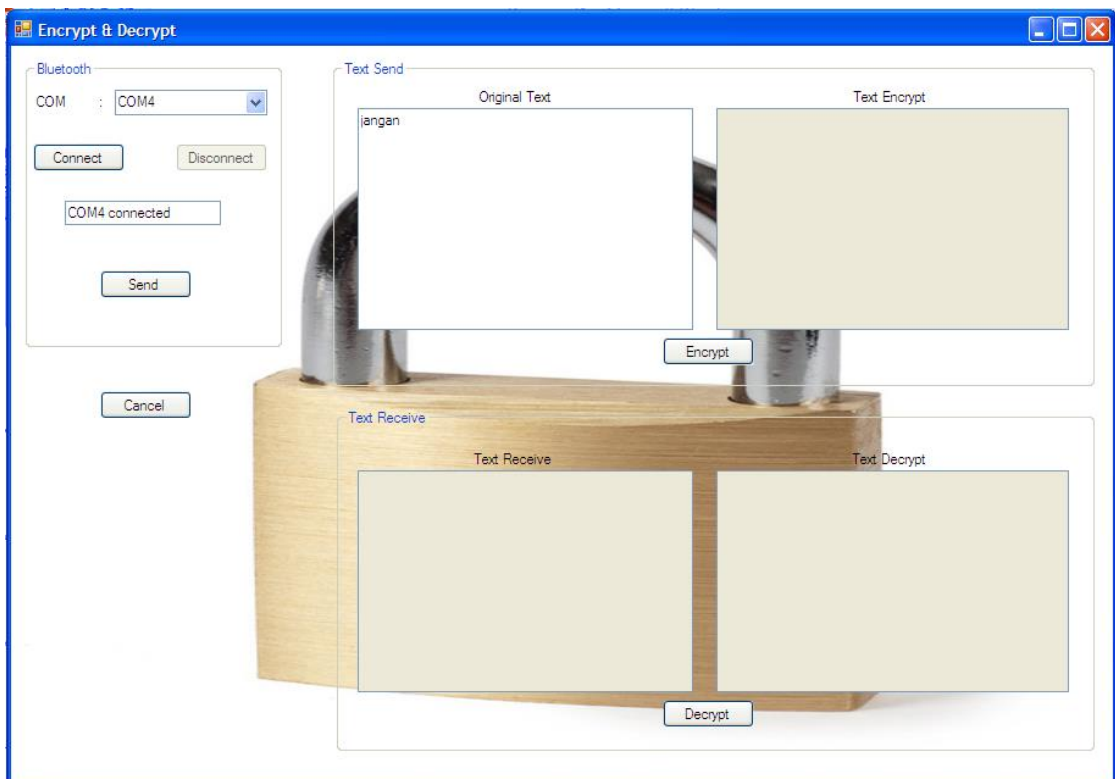 Encrypt & Decrypt
Bluetooth
COM : COM4
Connect Disconnect
COM4 connected
Send
Cancel
Text Send
Original Text Text Encrypt
jangan
Encrypt
Text Receive
Text Receive Text Decrypt
Decrypt